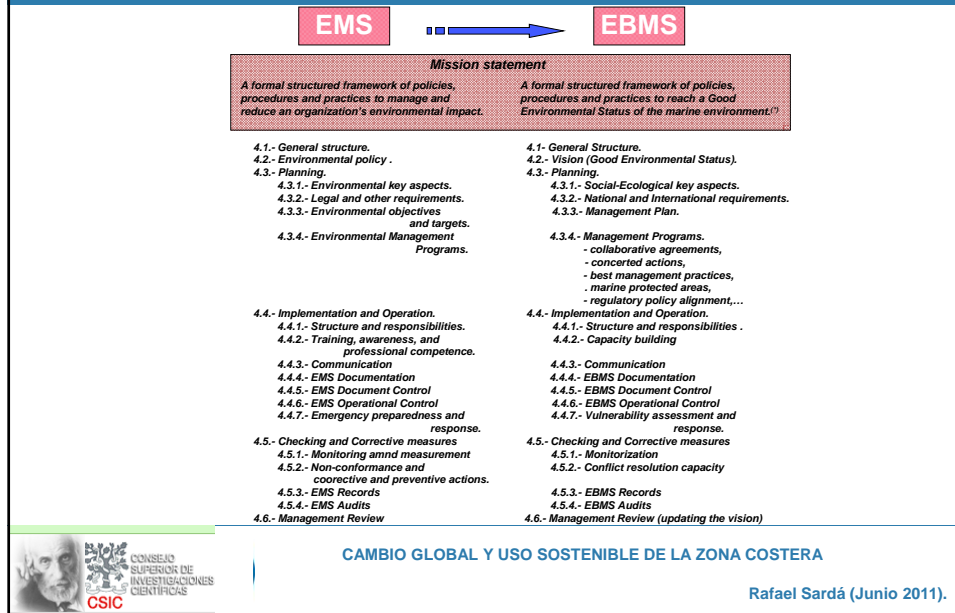 EMS
EBMS
Mission statement
A formal structured framework of policies,
procedures and practices to manage and
reduce an organization's environmental impact.
A formal structured framework of policies,
procedures and practices to reach a Good
Environmental Status of the marine environment.(*)
4.1.- General structure.
4.2.- Environmental policy .
4.3.- Planning.
4.3.1.- Environmental key aspects.
4.3.2.- Legal and other requirements.
4.3.3.- Environmental objectives
and targets.
4.3.4.- Environmental Management
Programs.
4.4.- Implementation and Operation.
4.4.1.- Structure and responsibilities.
4.4.2.- Training, awareness, and
professional competence.
4.4.3.- Communication
4.4.4.- EMS Documentation
4.4.5.- EMS Document Control
4.4.6.- EMS Operational Control
4.4.7.- Emergency preparedness and
response.
4.5.- Checking and Corrective measures
4.5.1.- Monitoring amnd measurement
4.5.2.- Non-conformance and
coorective and preventive actions.
4.5.3.- EMS Records
4.5.4.- EMS Audits
4.6.- Management Review
4.1- General Structure.
4.2.- Vision (Good Environmental Status).
4.3.- Planning.
4.3.1.- Social-Ecological key aspects.
4.3.2.- National and International requirements.
4.3.3.- Management Plan.
4.3.4.- Management Programs.
- collaborative agreements,
- concerted actions,
- best management practices,
. marine protected areas,
- regulatory policy alignment,...
4.4.- Implementation and Operation.
4.4.1.- Structure and responsibilities .
4.4.2.- Capacity building
4.4.3.- Communication
4.4.4.- EBMS Documentation
4.4.5.- EBMS Document Control
4.4.6.- EBMS Operational Control
4.4.7.- Vulnerability assessment and
response.
4.5.- Checking and Corrective measures
4.5.1.- Monitorization
4.5.2.- Conflict resolution capacity
4.5.3.- EBMS Records
4.5.4.- EBMS Audits
4.6.- Management Review (updating the vision)
CONSEJO
SUPERIOR DE
INVESTIGACIONES
CIENTÍFICAS
CSIC
CAMBIO GLOBAL Y USO SOSTENIBLE DE LA ZONA COSTERA
Rafael Sardá (Junio 2011).